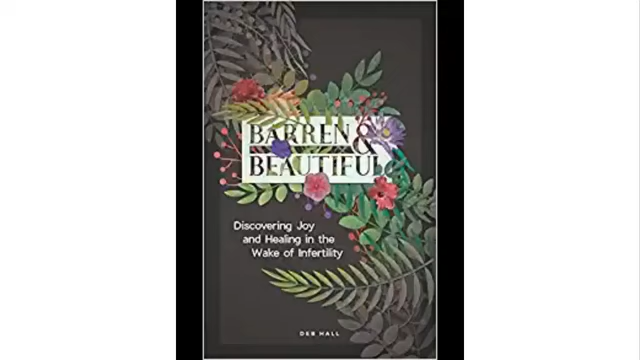 BARREN &
BEAUTIFUL
Discovering Joy
and Healing in the
Wake of Infertility
DEB HALL